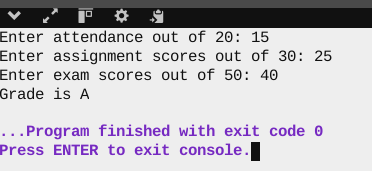 Enter attendance out of 20: 15
Enter assignment scores out of 30: 25
Enter exam scores out of 50: 40
Grade is A
...Program finished with exit code 0
Press ENTER to exit console.